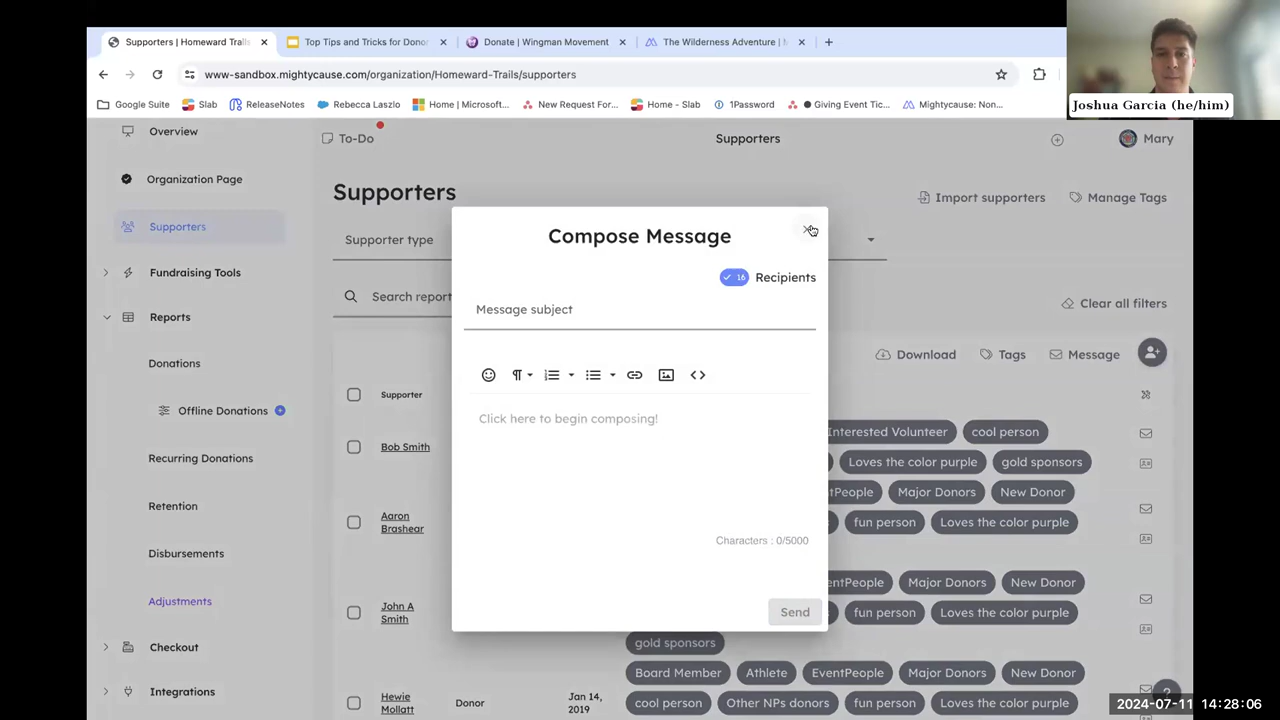 Supporters | Homeward Trails
Top Tips and Tricks for Donor
Donate | Wingman Movement
The Wilderness Adventure |
www-sandbox.mightycause.com/organization/Homeward-Trails/supporters
Google Suite
Slab
ReleaseNotes
Rebecca Laszlo
Home | Microsoft...
New Request For...
Home - Slab
1Password
Giving Event Tic...
Mightycause: Non...
Joshua Garcia (he/him)
Overview
To-Do
Supporters
Mary
Organization Page
Supporters
Import supporters
Manage Tags
Supporters
Supporter type
Fundraising Tools
Search report
Clear all filters
Reports
Compose Message
16 Recipients
Message subject
Click here to begin composing!
Characters : 0/5000
Send
Download
Tags
Message
Donations
Offline Donations
Recurring Donations
Retention
Disbursements
Adjustments
Checkout
Integrations
Supporter
Bob Smith
Interested Volunteer
cool person
Loves the color purple
gold sponsors
Aaron
Brashear
tPeople
Major Donors
New Donor
fun person
Loves the color purple
John A
Smith
entPeople
Major Donors
New Donor
fun person
Loves the color purple
gold sponsors
Hewie
Mollatt
Donor
Jan 14,
2019
Board Member
Athlete
EventPeople
Major Donors
New Donor
cool person
Other NPs donors
fun person
Loves the color purple
?
2024-07-11 14:28:06